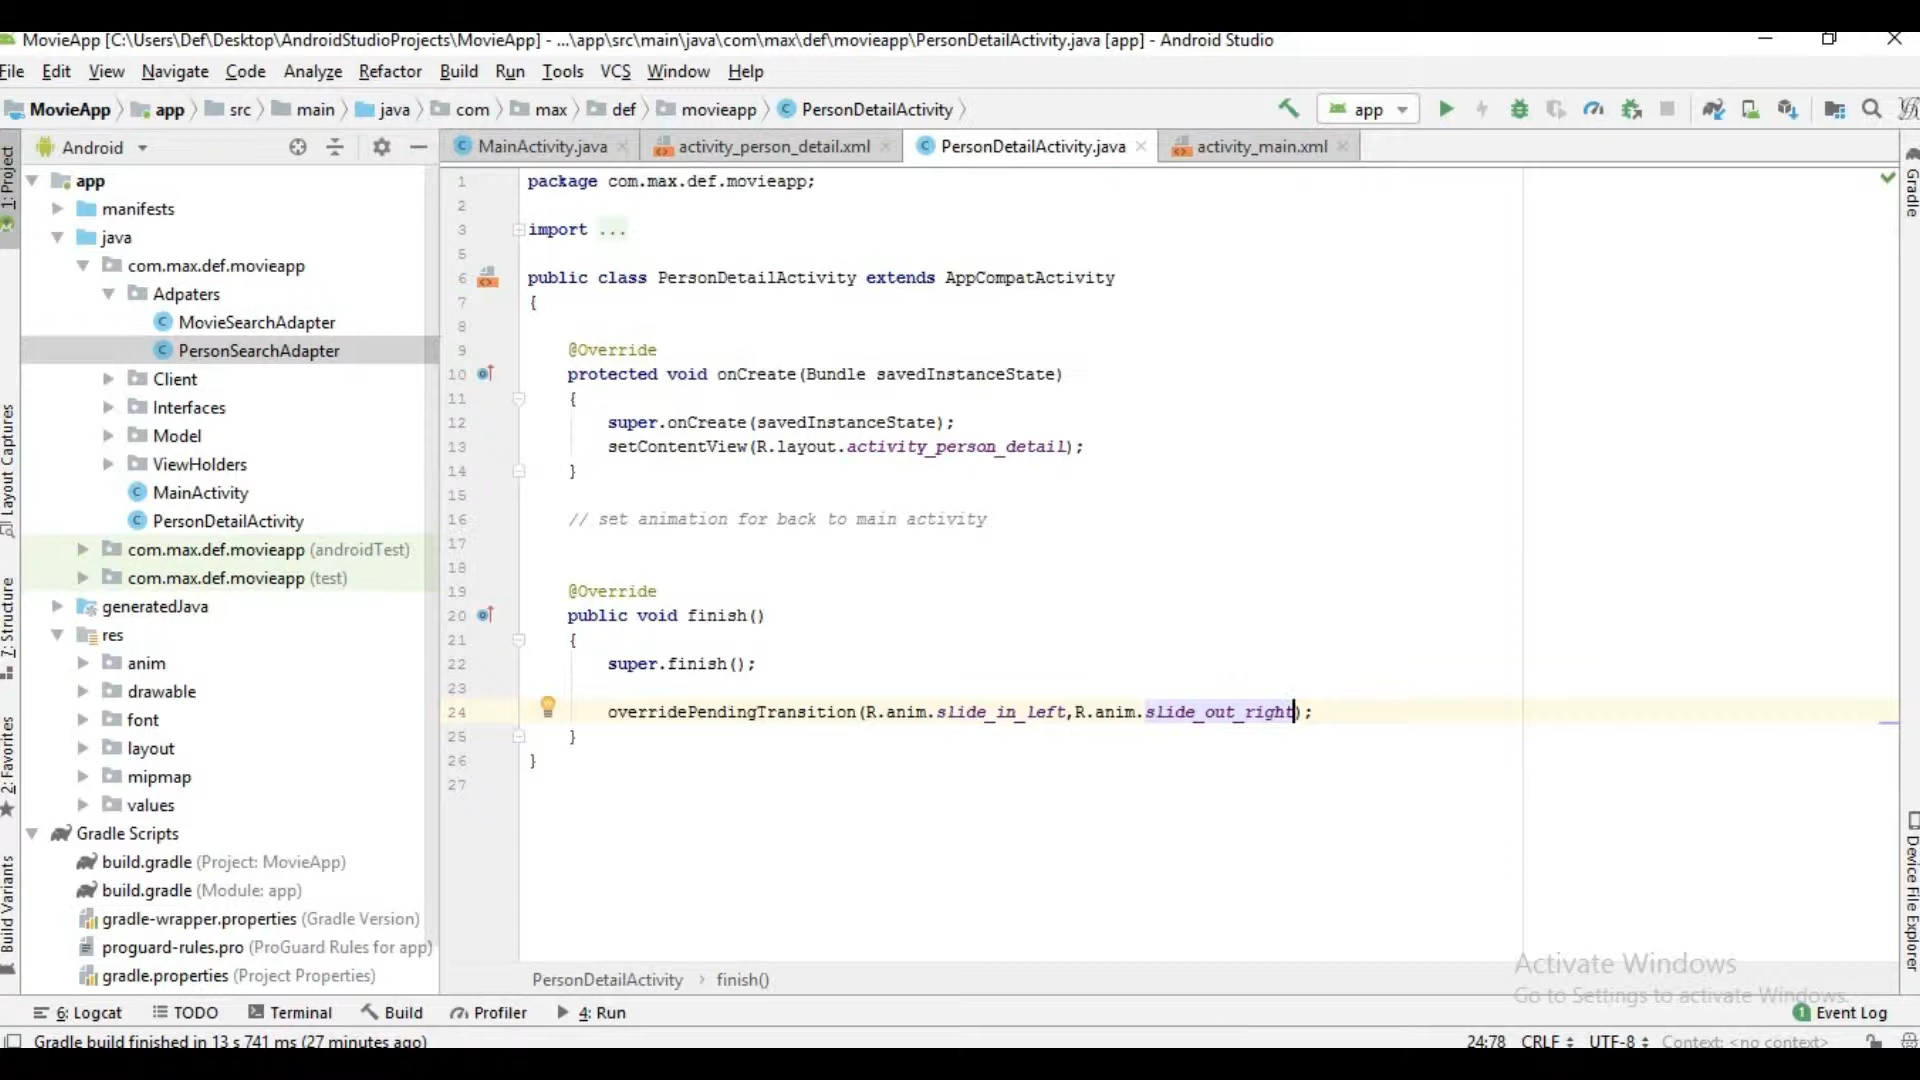 MovieApp [C:\Users\Def\Desktop\AndroidStudioProjects\MovieApp] - ...\app\src\main\java\com\max\def\movieapp\PersonDetailActivity.java [app] - Android Studio
File Edit View Navigate Code Analyze Refactor Build Run Tools VCS Window Help
MovieApp app src main java com max def movieapp PersonDetailActivity app
Android
MainActivity.java activity_person_detail.xml PersonDetailActivity.java activity_main.xml
1: Project
Layout Captures
7: Structure
2: Favorites
Build Variants
app
manifests
java
com.max.def.movieapp
Adpaters
MovieSearchAdapter
PersonSearchAdapter
Client
Interfaces
Model
ViewHolders
MainActivity
PersonDetailActivity
com.max.def.movieapp (androidTest)
com.max.def.movieapp (test)
generatedJava
res
anim
drawable
font
layout
mipmap
values
Gradle Scripts
build.gradle (Project: MovieApp)
build.gradle (Module: app)
gradle-wrapper.properties (Gradle Version)
proguard-rules.pro (ProGuard Rules for app)
gradle.properties (Project Properties)
1 package com.max.def.movieapp;
2
3 import ...
5
6 public class PersonDetailActivity extends AppCompatActivity
7 {
8
9 @Override
10 protected void onCreate(Bundle savedInstanceState)
11 {
12 super.onCreate(savedInstanceState);
13 setContentView(R.layout.activity_person_detail);
14 }
15
16 // set animation for back to main activity
17
18
19 @Override
20 public void finish()
21 {
22 super.finish();
23
24 overridePendingTransition(R.anim.slide_in_left,R.anim.slide_out_right);
25 }
26 }
27
Gradle
Device File Explorer
Activate Windows
Go to Settings to activate Windows.
PersonDetailActivity › finish()
6: Logcat TODO Terminal Build Profiler 4: Run 1 Event Log
Gradle build finished in 13 s 741 ms (27 minutes ago) 24:78 CRLF UTF-8 Context: <no context>